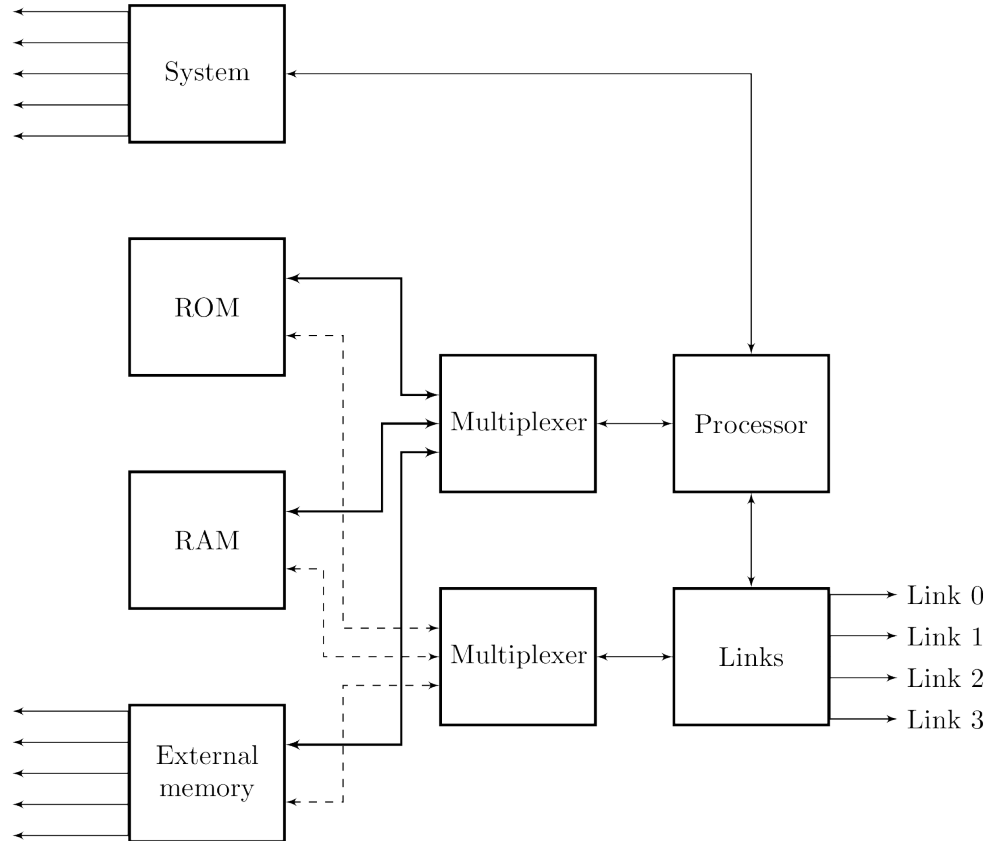 System
ROM
Multiplexer
Processor
RAM
Link 0
Link 1
Multiplexer
Links
Link 2
Link 3
External
memory